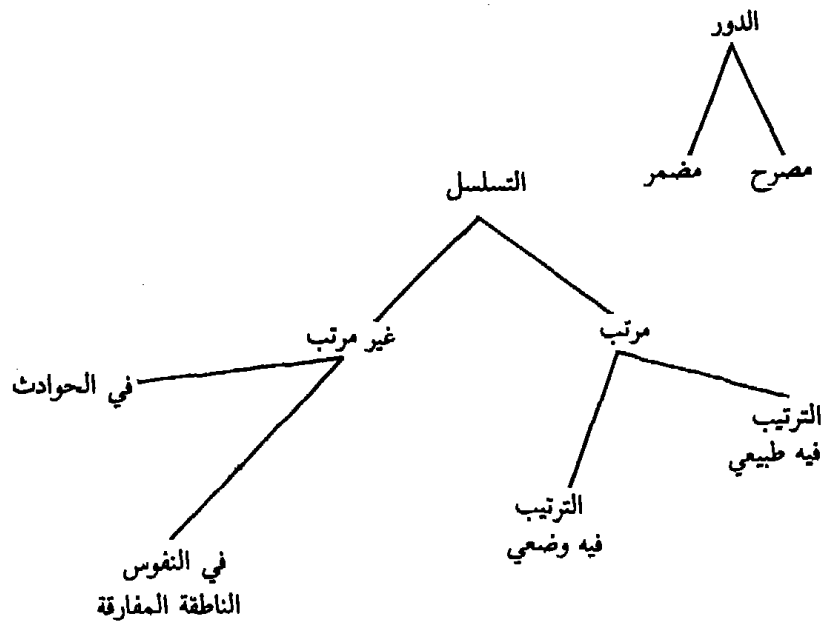 الدور
مصرح
مضمر
التسلسل
مرتب
غير مرتب
الترتيب
فيه طبيعي
الترتيب
فيه وضعي
في الحوادث
في النفوس
الناطقة المفارقة